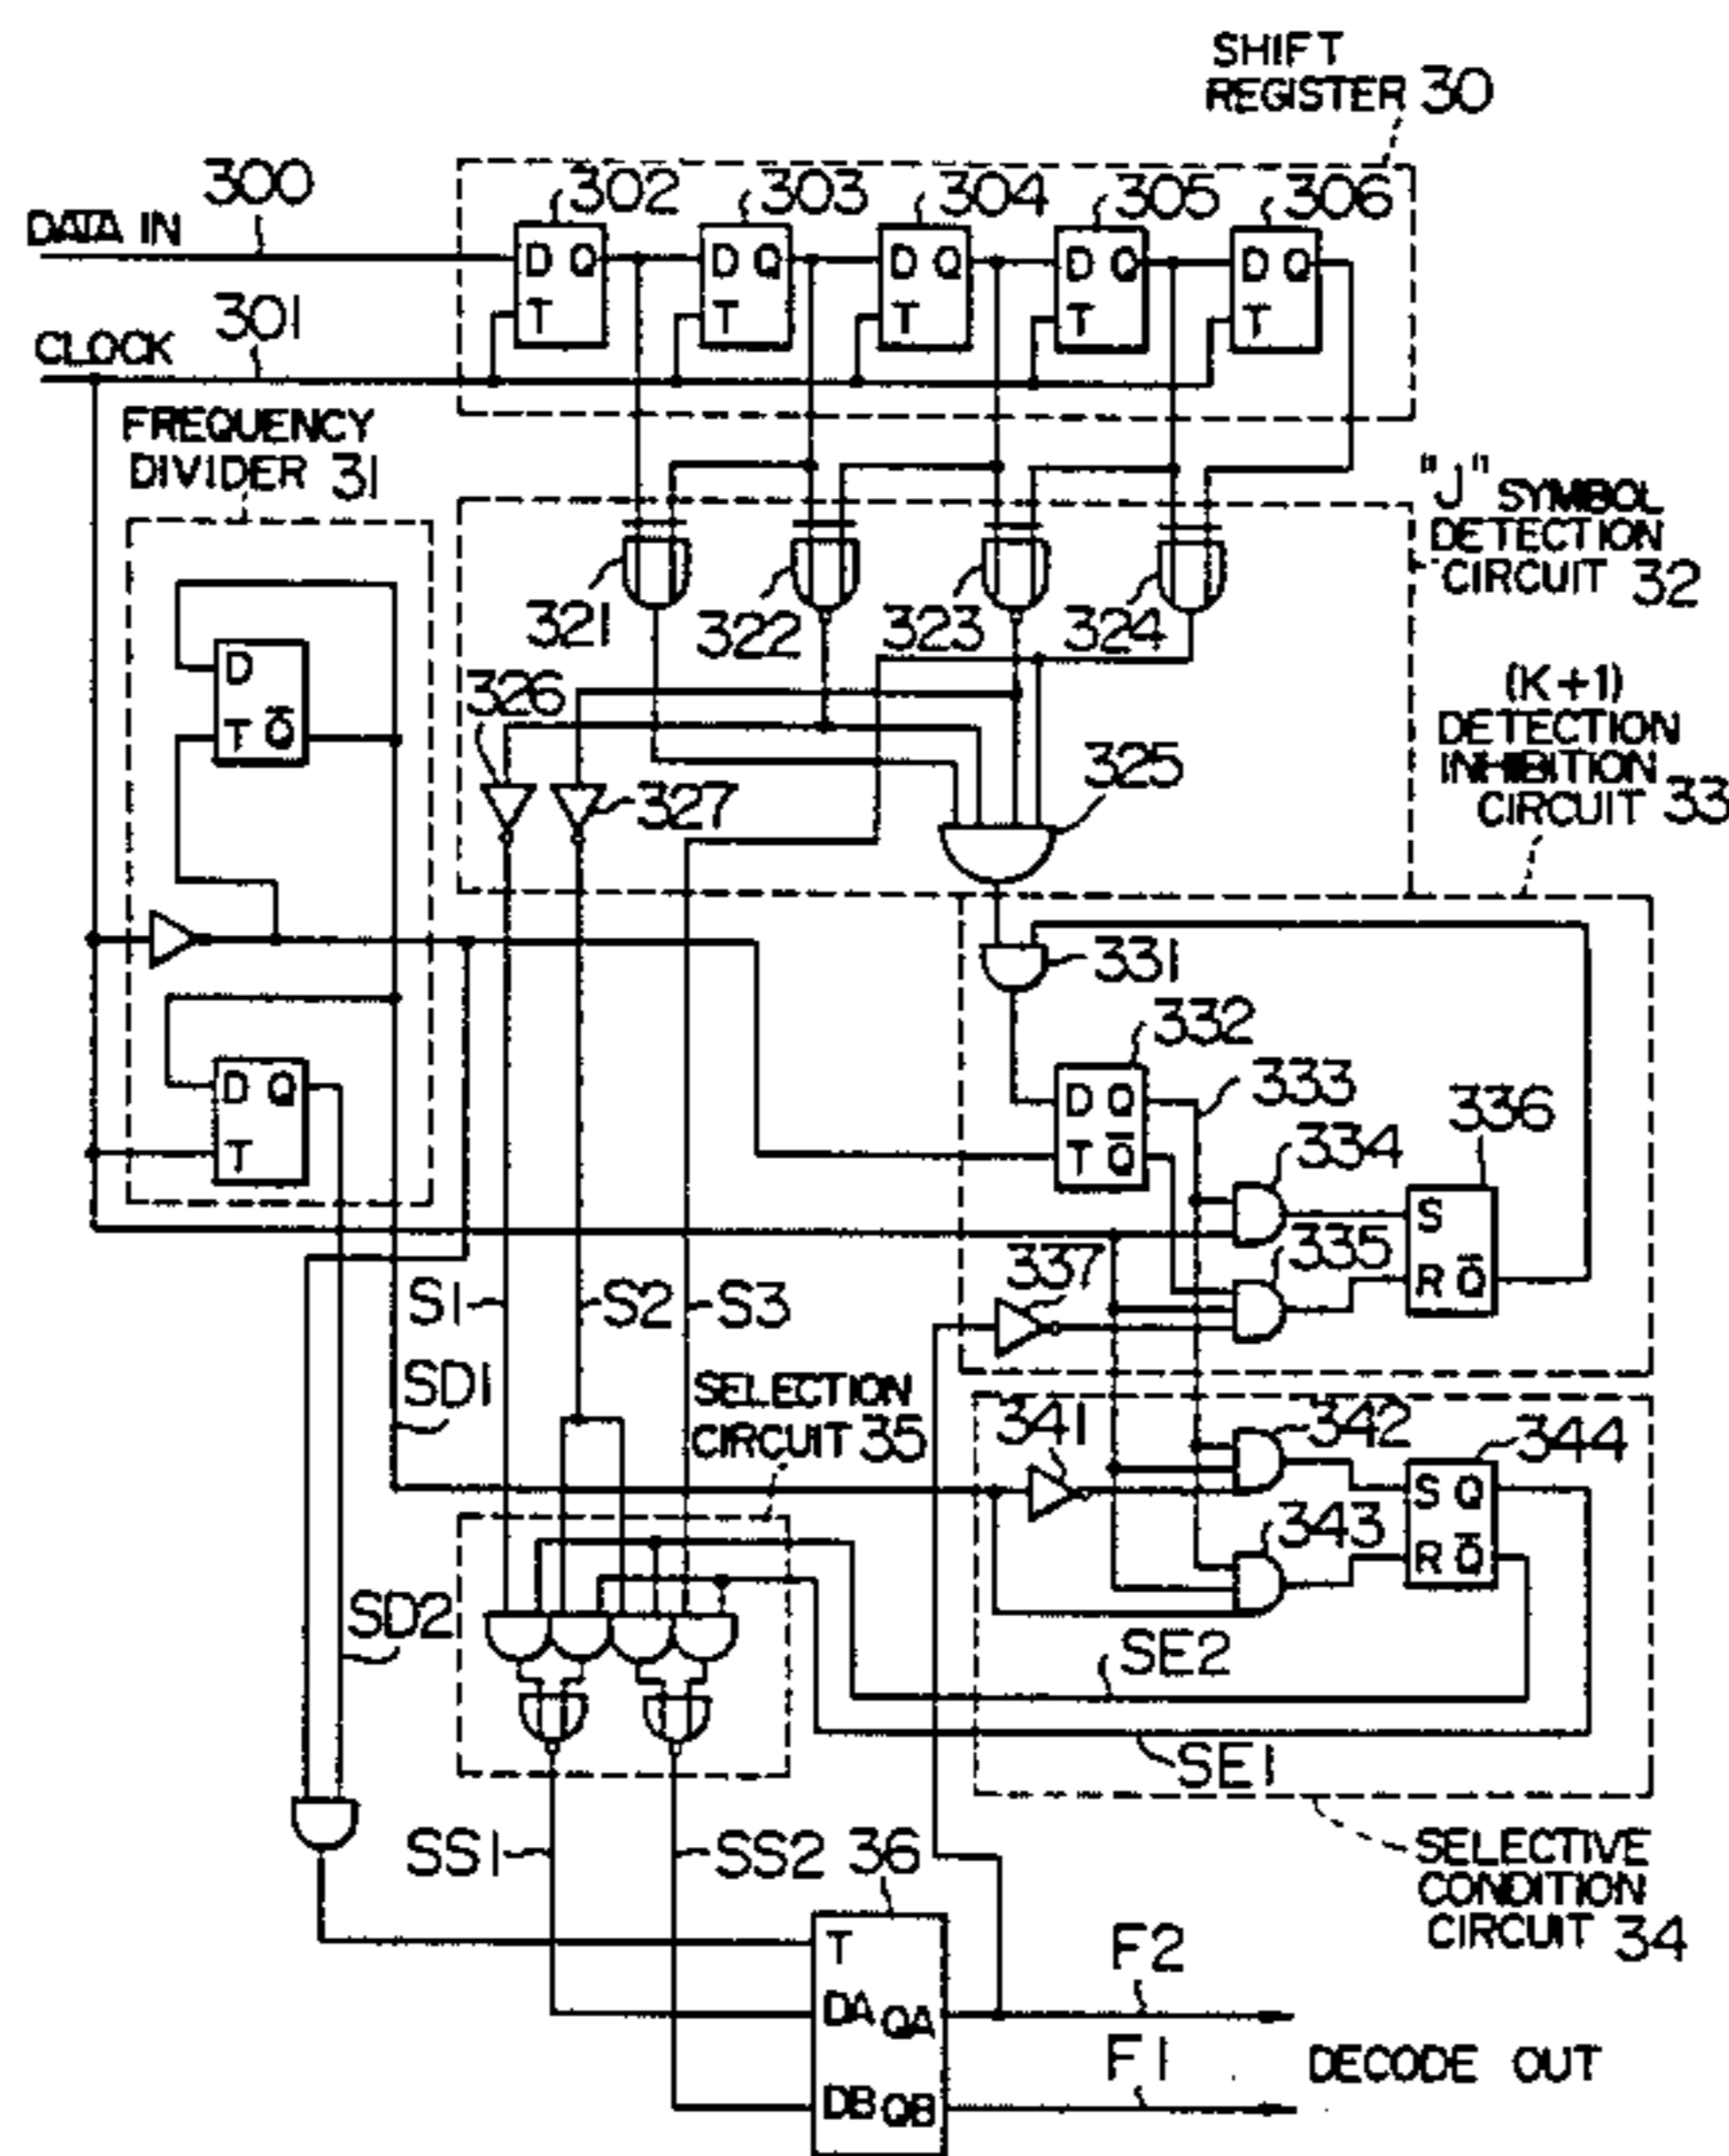 SHIFT
REGISTER 30
300
302
303
304
305
306
DATA IN
D Q
D Q
D Q
D Q
D Q
T
T
T
T
T
301
CLOCK
FREQUENCY
DIVIDER 31
"J" SYMBOL
DETECTION
CIRCUIT 32
321
322
323
324
D
T Q̅
326
327
325
(K+1)
DETECTION
INHIBITION
CIRCUIT 33
331
332
333
D Q
T
D Q
T Q̅
334
336
S
R Q̅
335
337
S1
S2
S3
SD1
SELECTION
CIRCUIT 35
341
342
344
S Q
R Q̅
343
SD2
SE2
SE1
SS1
SS2
36
SELECTIVE
CONDITION
CIRCUIT 34
T
DA QA
DB QB
F2
F1
DECODE OUT